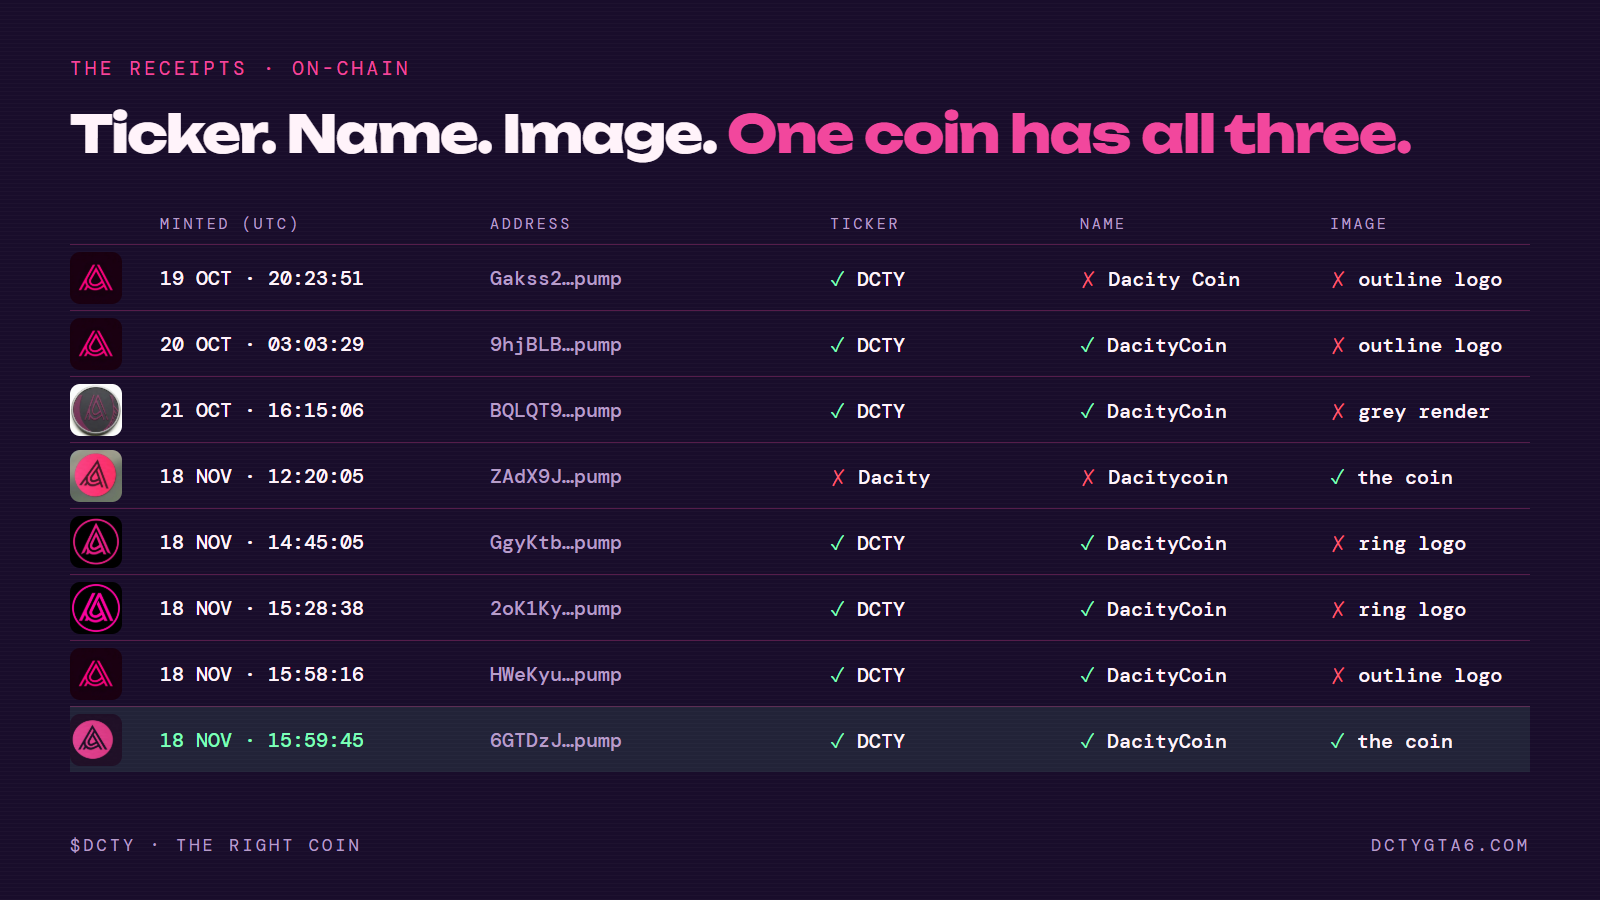 THE RECEIPTS · ON-CHAIN
Ticker. Name. Image. One coin has all three.
MINTED (UTC) ADDRESS TICKER NAME IMAGE
19 OCT · 20:23:51 Gakss2…pump ✓ DCTY ✗ Dacity Coin ✗ outline logo
20 OCT · 03:03:29 9hjBLB…pump ✓ DCTY ✓ DacityCoin ✗ outline logo
21 OCT · 16:15:06 BQLQT9…pump ✓ DCTY ✓ DacityCoin ✗ grey render
18 NOV · 12:20:05 ZAdX9J…pump ✗ Dacity ✗ Dacitycoin ✓ the coin
18 NOV · 14:45:05 GgyKtb…pump ✓ DCTY ✓ DacityCoin ✗ ring logo
18 NOV · 15:28:38 2oK1Ky…pump ✓ DCTY ✓ DacityCoin ✗ ring logo
18 NOV · 15:58:16 HWeKyu…pump ✓ DCTY ✓ DacityCoin ✗ outline logo
18 NOV · 15:59:45 6GTDzJ…pump ✓ DCTY ✓ DacityCoin ✓ the coin
$DCTY · THE RIGHT COIN DCTYGTA6.COM